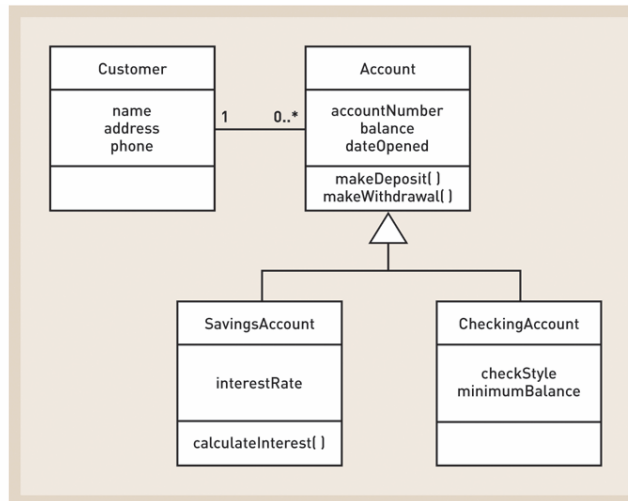 Customer
name
address
phone
1
0..*
Account
accountNumber
balance
dateOpened
makeDeposit( )
makeWithdrawal( )
SavingsAccount
interestRate
calculateInterest( )
CheckingAccount
checkStyle
minimumBalance